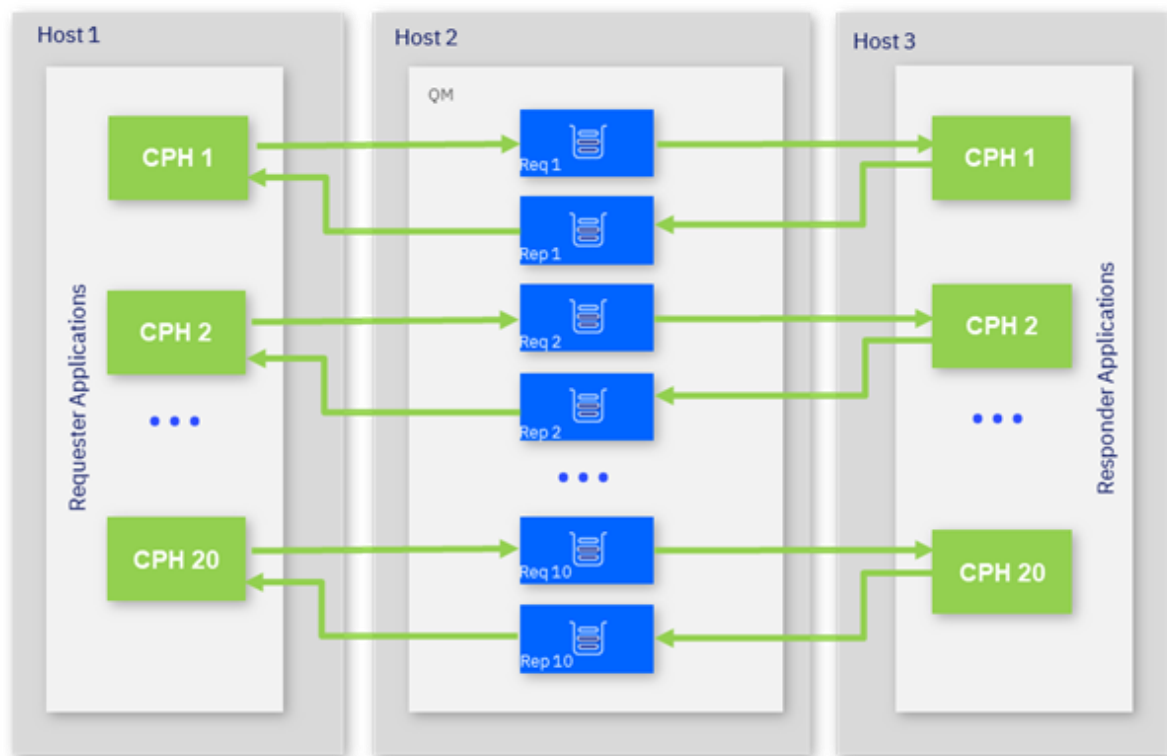 Host 1
Requester Applications
CPH 1
CPH 2
CPH 20
Host 2
QM
Req 1
Rep 1
Req 2
Rep 2
Req 10
Rep 10
Host 3
CPH 1
CPH 2
CPH 20
Responder Applications